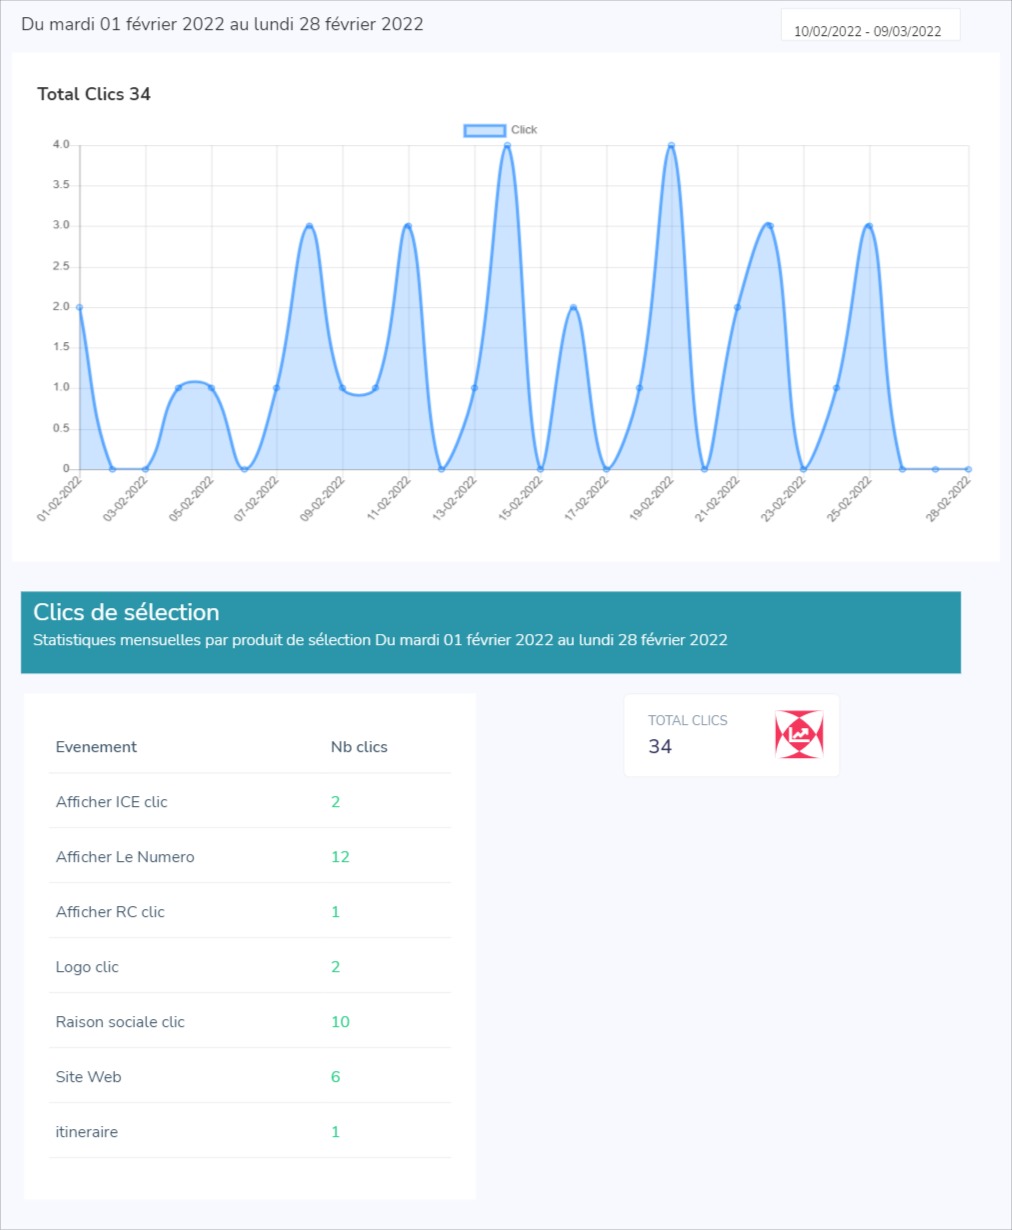 Du mardi 01 février 2022 au lundi 28 février 2022
10/02/2022 - 09/03/2022
Total Clics 34
Click
4.0
3.5
3.0
2.5
2.0
1.5
1.0
0.5
0
01-02-2022
03-02-2022
05-02-2022
07-02-2022
09-02-2022
11-02-2022
13-02-2022
15-02-2022
17-02-2022
19-02-2022
21-02-2022
23-02-2022
25-02-2022
28-02-2022
Clics de sélection
Statistiques mensuelles par produit de sélection Du mardi 01 février 2022 au lundi 28 février 2022
Evenement Nb clics
Afficher ICE clic 2
Afficher Le Numero 12
Afficher RC clic 1
Logo clic 2
Raison sociale clic 10
Site Web 6
itineraire 1
TOTAL CLICS
34